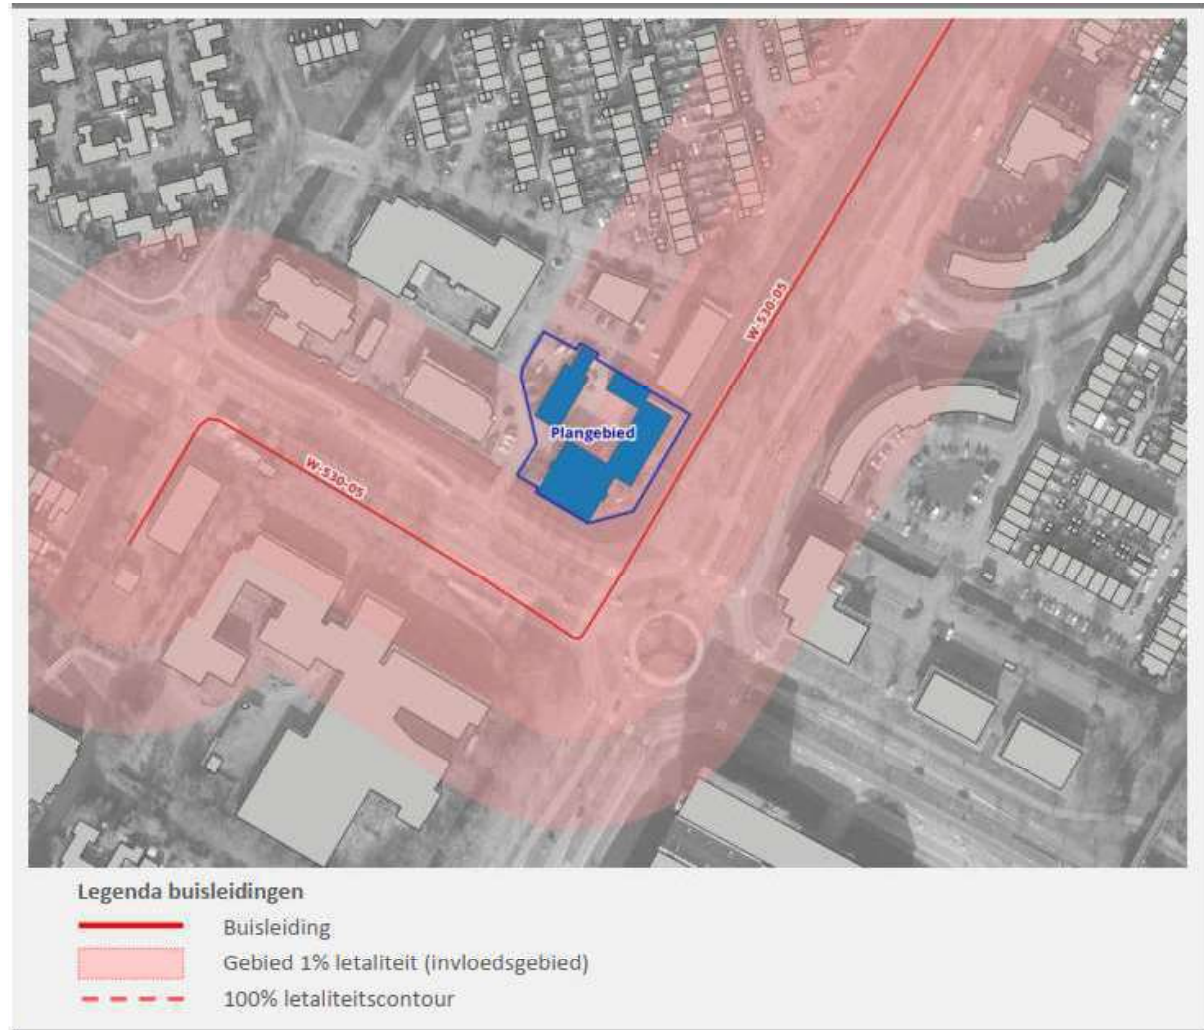 W-530-05
Plangebied
W-530-05
Legenda buisleidingen
Buisleiding
Gebied 1% letaliteit (invloedsgebied)
100% letaliteitscontour